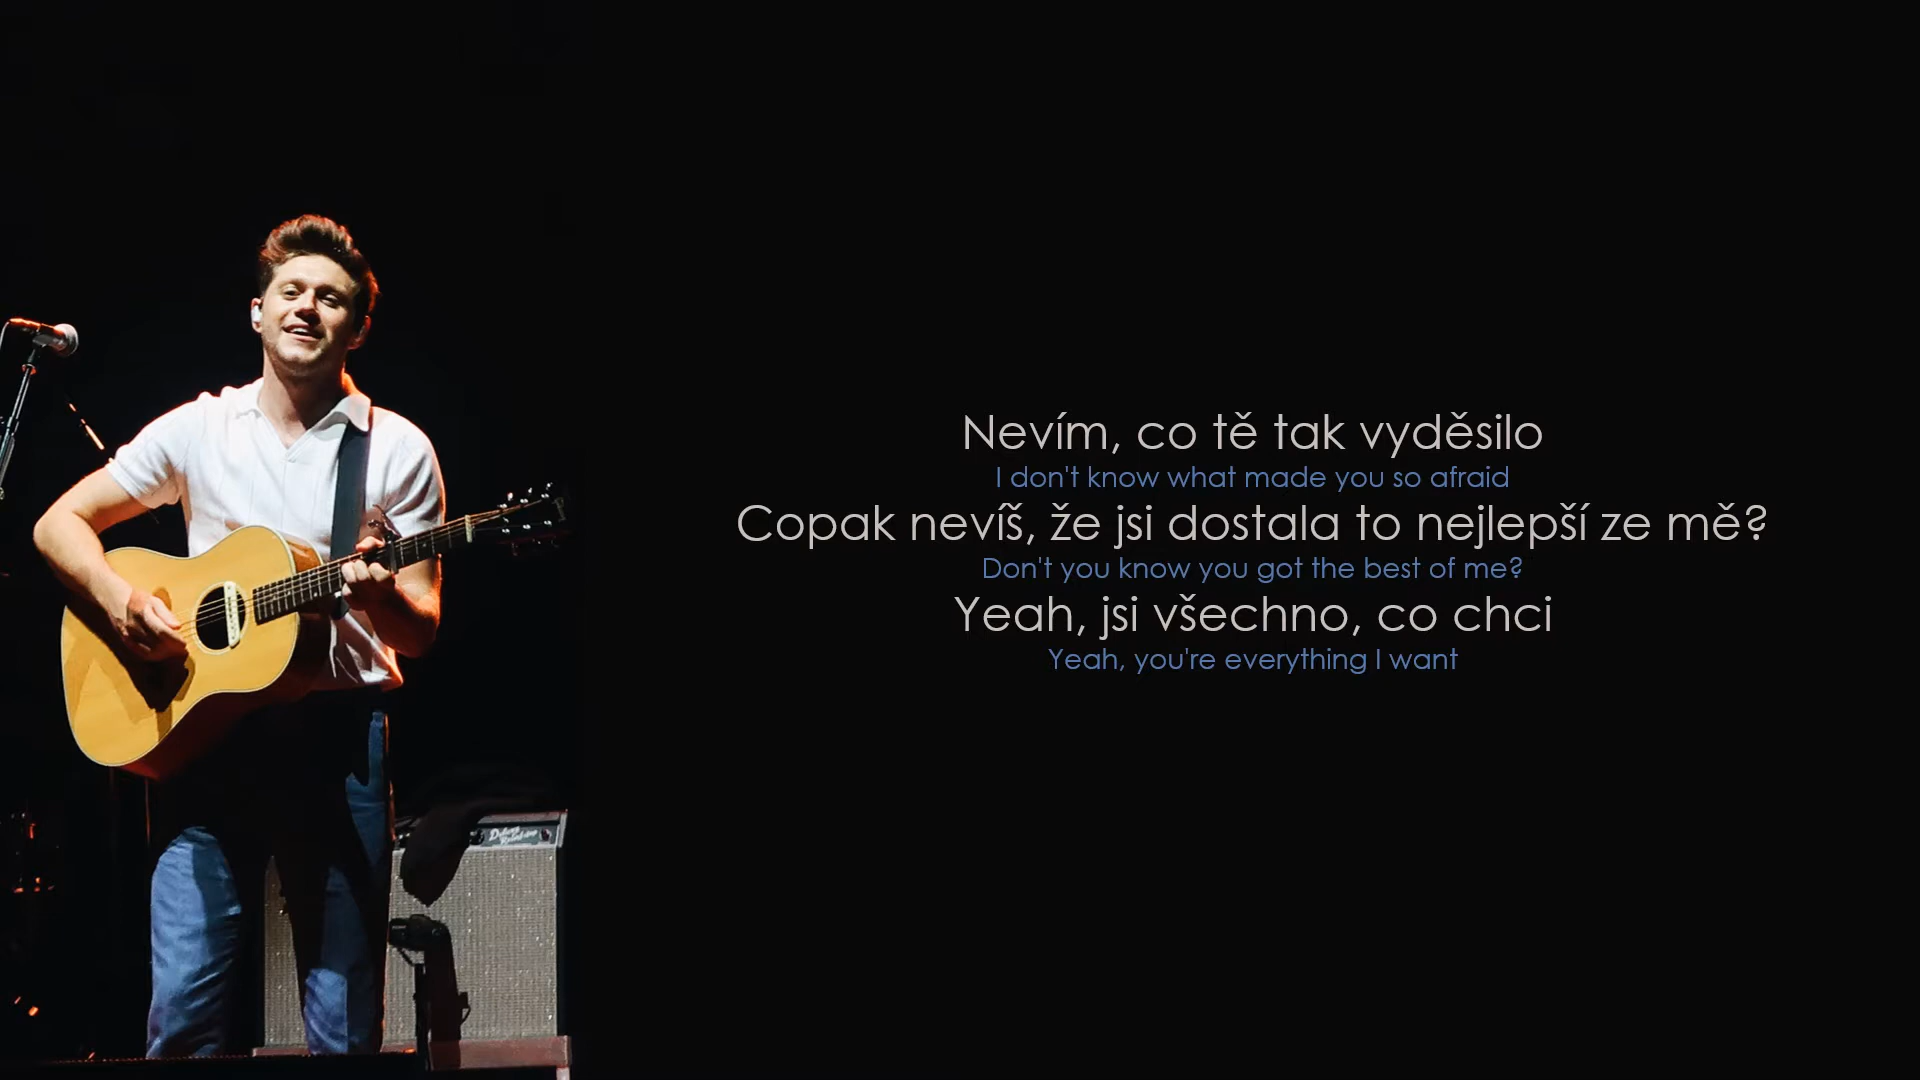 Nevím, co tě tak vyděsilo
I don't know what made you so afraid
Copak nevíš, že jsi dostala to nejlepší ze mě?
Don't you know you got the best of me?
Yeah, jsi všechno, co chci
Yeah, you're everything I want